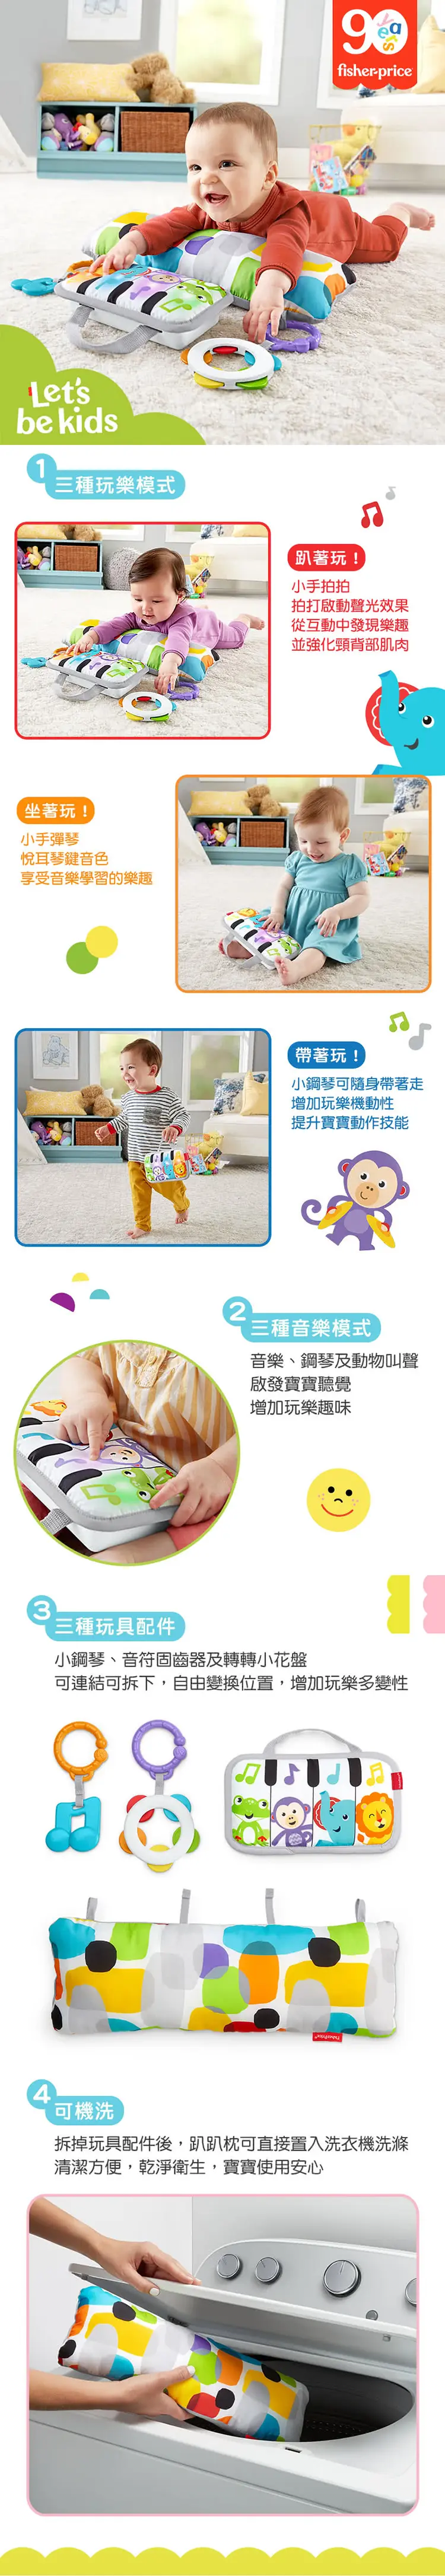 90
years
fisher-price
Let's
be kids
1
三種玩樂模式
趴著玩！
小手拍拍
拍打啟動聲光效果
從互動中發現樂趣
並強化頸背部肌肉
坐著玩！
小手彈琴
悅耳琴鍵音色
享受音樂學習的樂趣
帶著玩！
小鋼琴可隨身帶著走
增加玩樂機動性
提升寶寶動作技能
2
三種音樂模式
音樂、鋼琴及動物叫聲
啟發寶寶聽覺
增加玩樂趣味
3
三種玩具配件
小鋼琴、音符固齒器及轉轉小花盤
可連結可拆下，自由變換位置，增加玩樂多變性
4
可機洗
拆掉玩具配件後，趴趴枕可直接置入洗衣機洗滌
清潔方便，乾淨衛生，寶寶使用安心